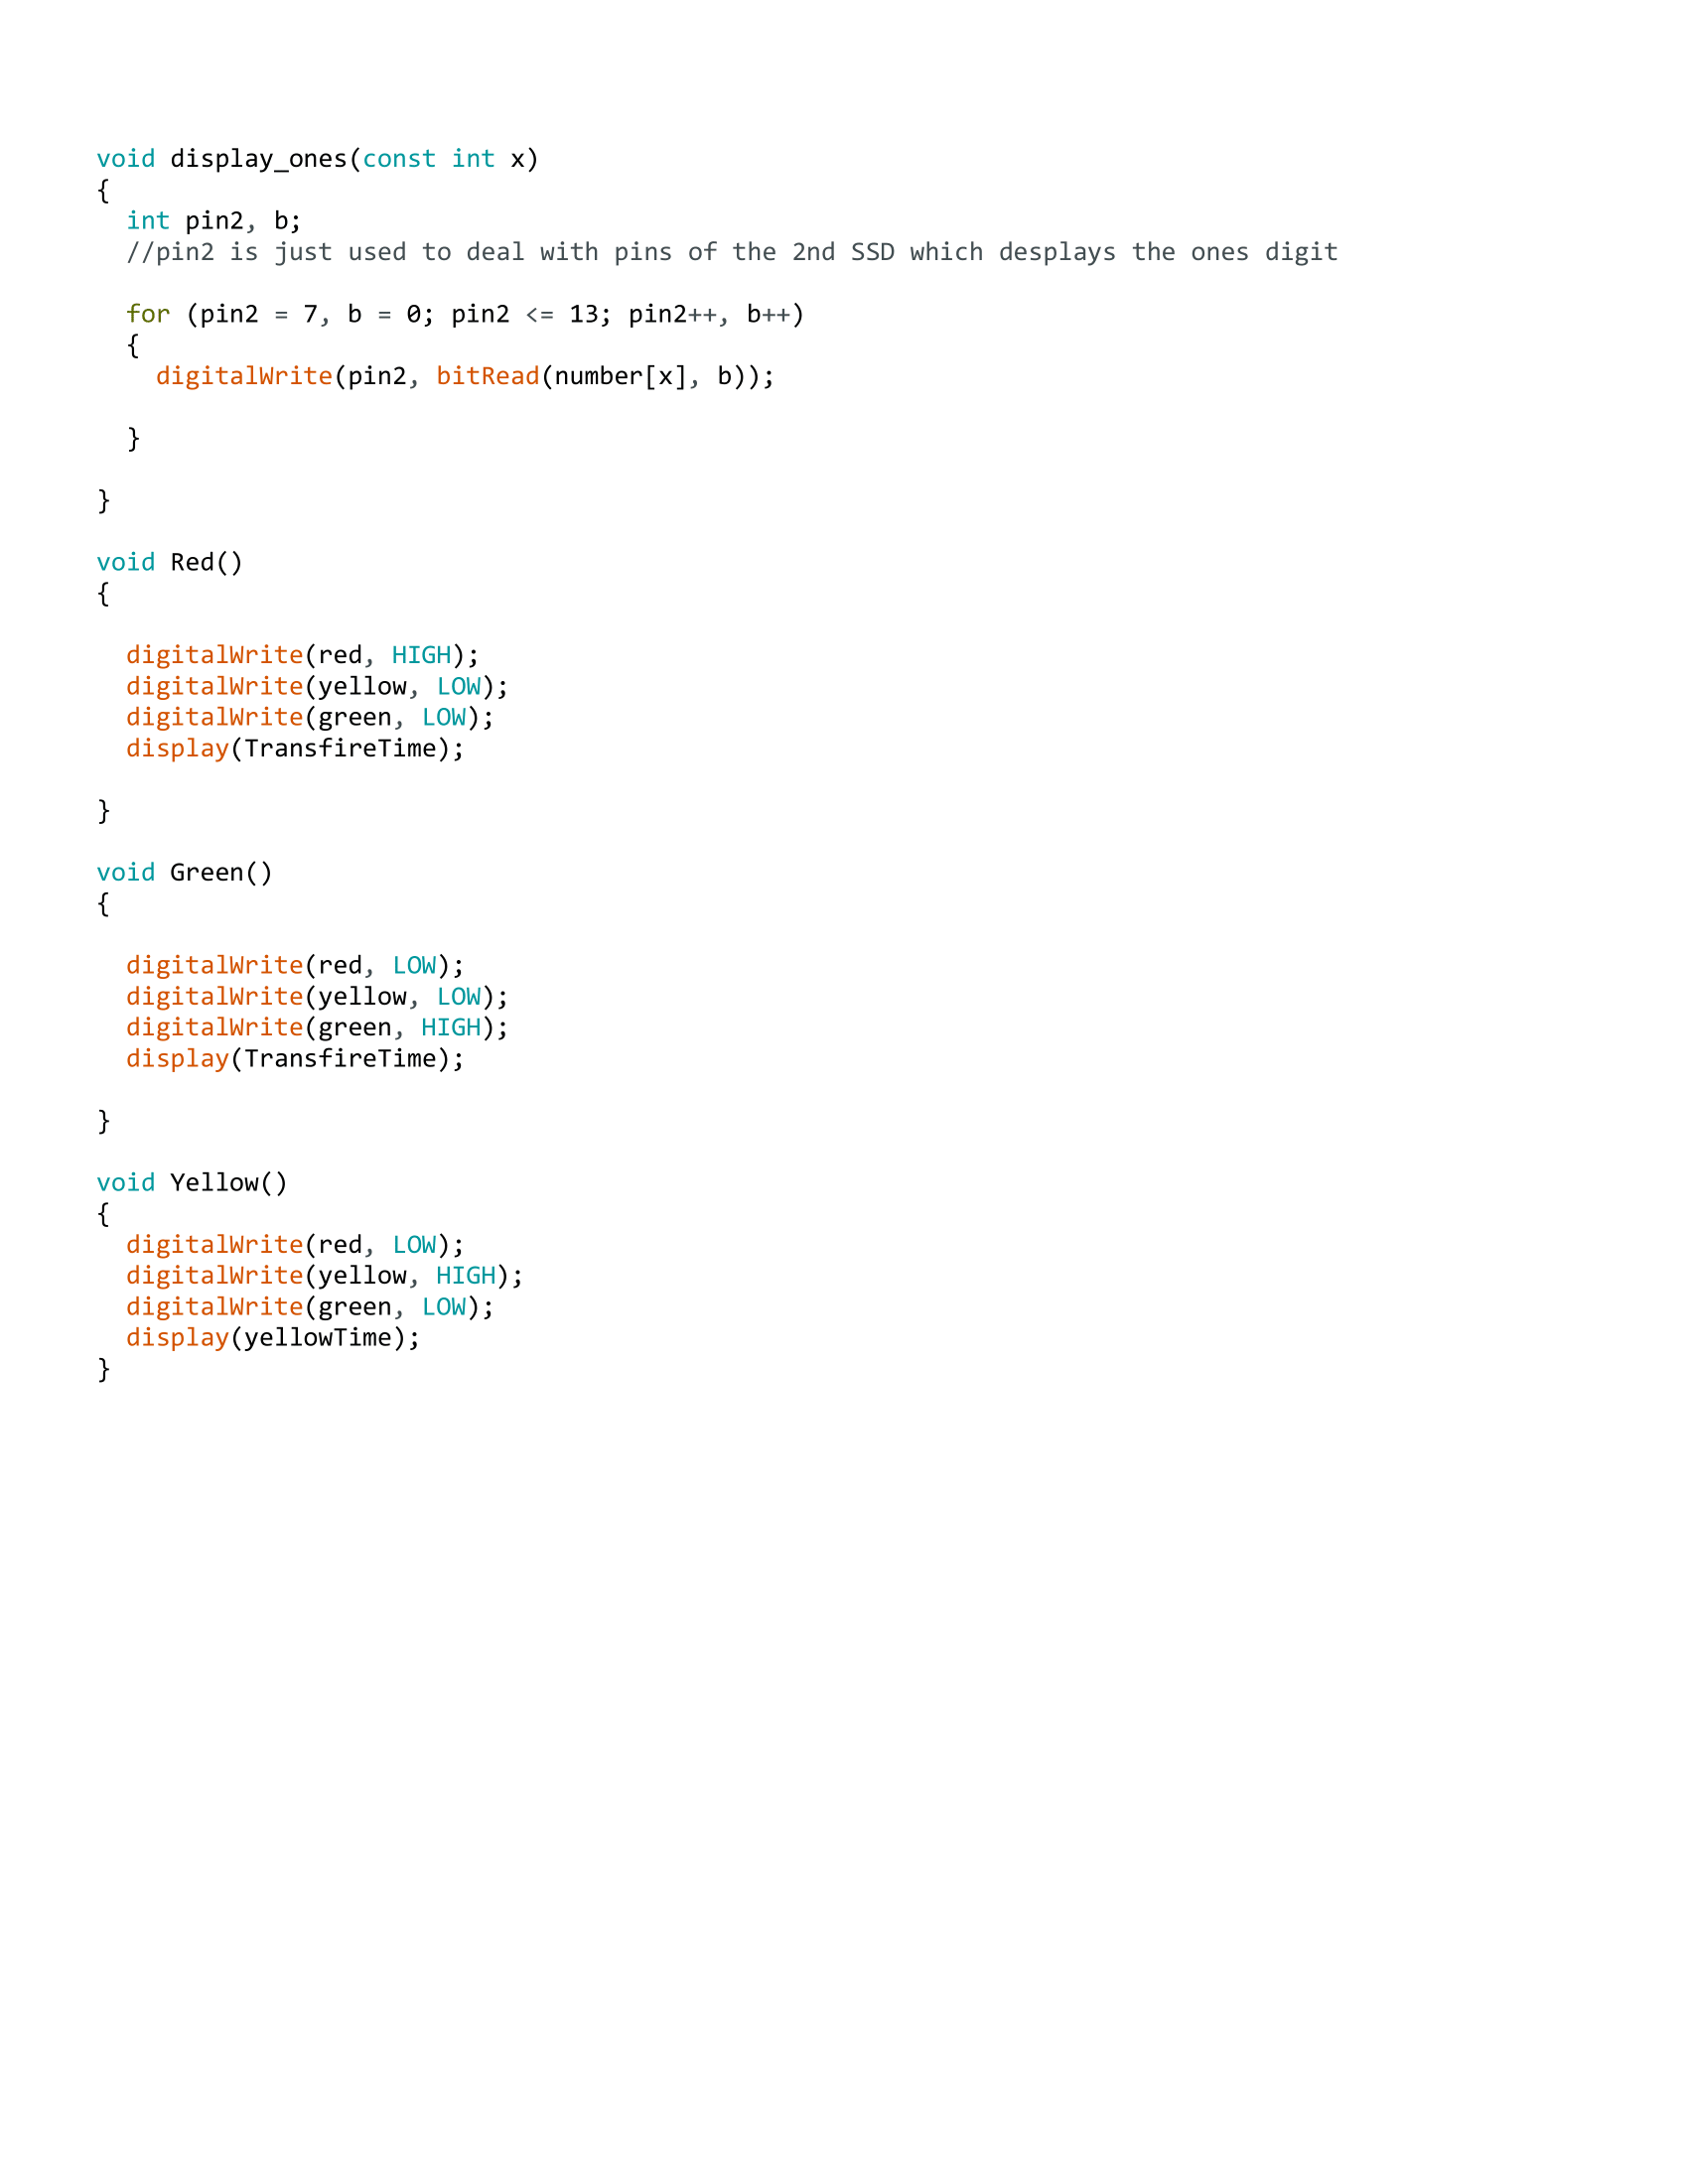 void display_ones(const int x)
{
  int pin2, b;
  //pin2 is just used to deal with pins of the 2nd SSD which desplays the ones digit
  for (pin2 = 7, b = 0; pin2 <= 13; pin2++, b++)
  {
    digitalWrite(pin2, bitRead(number[x], b));
  }
}
void Red()
{
  digitalWrite(red, HIGH);
  digitalWrite(yellow, LOW);
  digitalWrite(green, LOW);
  display(TransfireTime);
}
void Green()
{
  digitalWrite(red, LOW);
  digitalWrite(yellow, LOW);
  digitalWrite(green, HIGH);
  display(TransfireTime);
}
void Yellow()
{
  digitalWrite(red, LOW);
  digitalWrite(yellow, HIGH);
  digitalWrite(green, LOW);
  display(yellowTime);
}